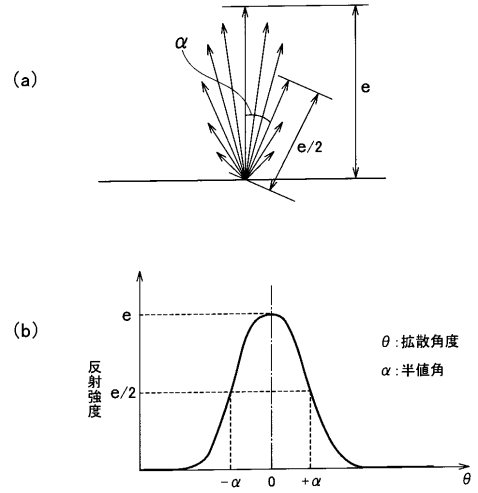 (a)
α
e
e/2
(b)
e
e/2
反射強度
θ:拡散角度
α:半値角
-α 0 +α θ